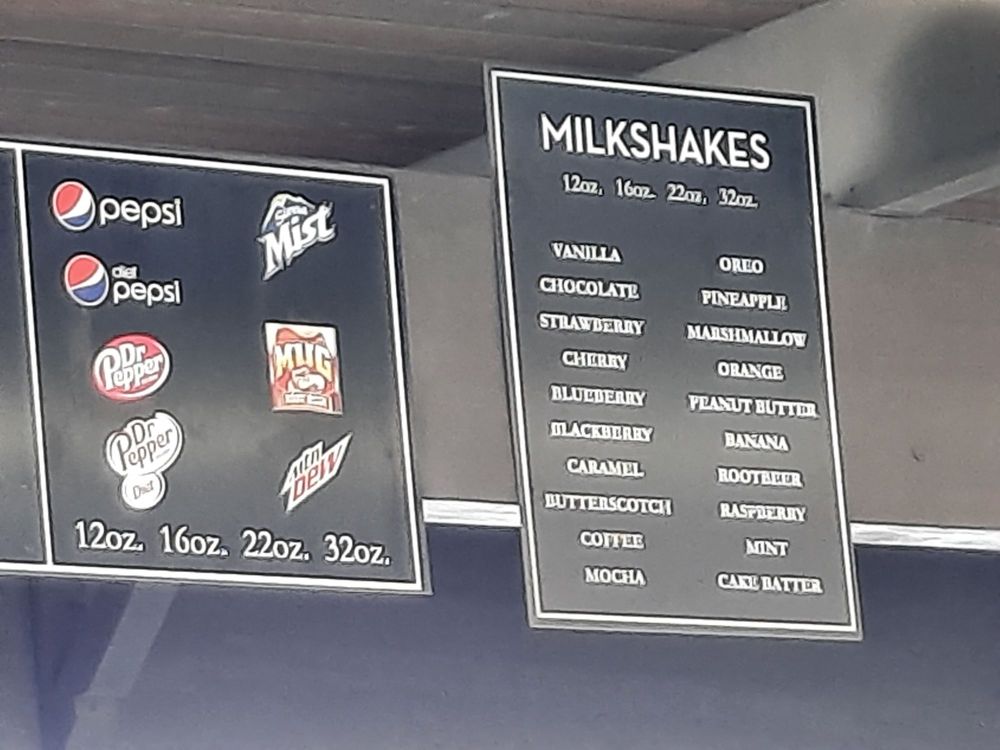 pepsi
Sierra Mist
diet pepsi
Dr Pepper
MUG
Dr Pepper
Diet
Mtn DEW
12oz. 16oz. 22oz. 32oz.
MILKSHAKES
12oz. 16oz. 22oz. 32oz.
VANILLA
CHOCOLATE
STRAWBERRY
CHERRY
BLUEBERRY
BLACKBERRY
CARAMEL
BUTTERSCOTCH
COFFEE
MOCHA
OREO
PINEAPPLE
MARSHMALLOW
ORANGE
PEANUT BUTTER
BANANA
ROOTBEER
RASPBERRY
MINT
CAKE BATTER